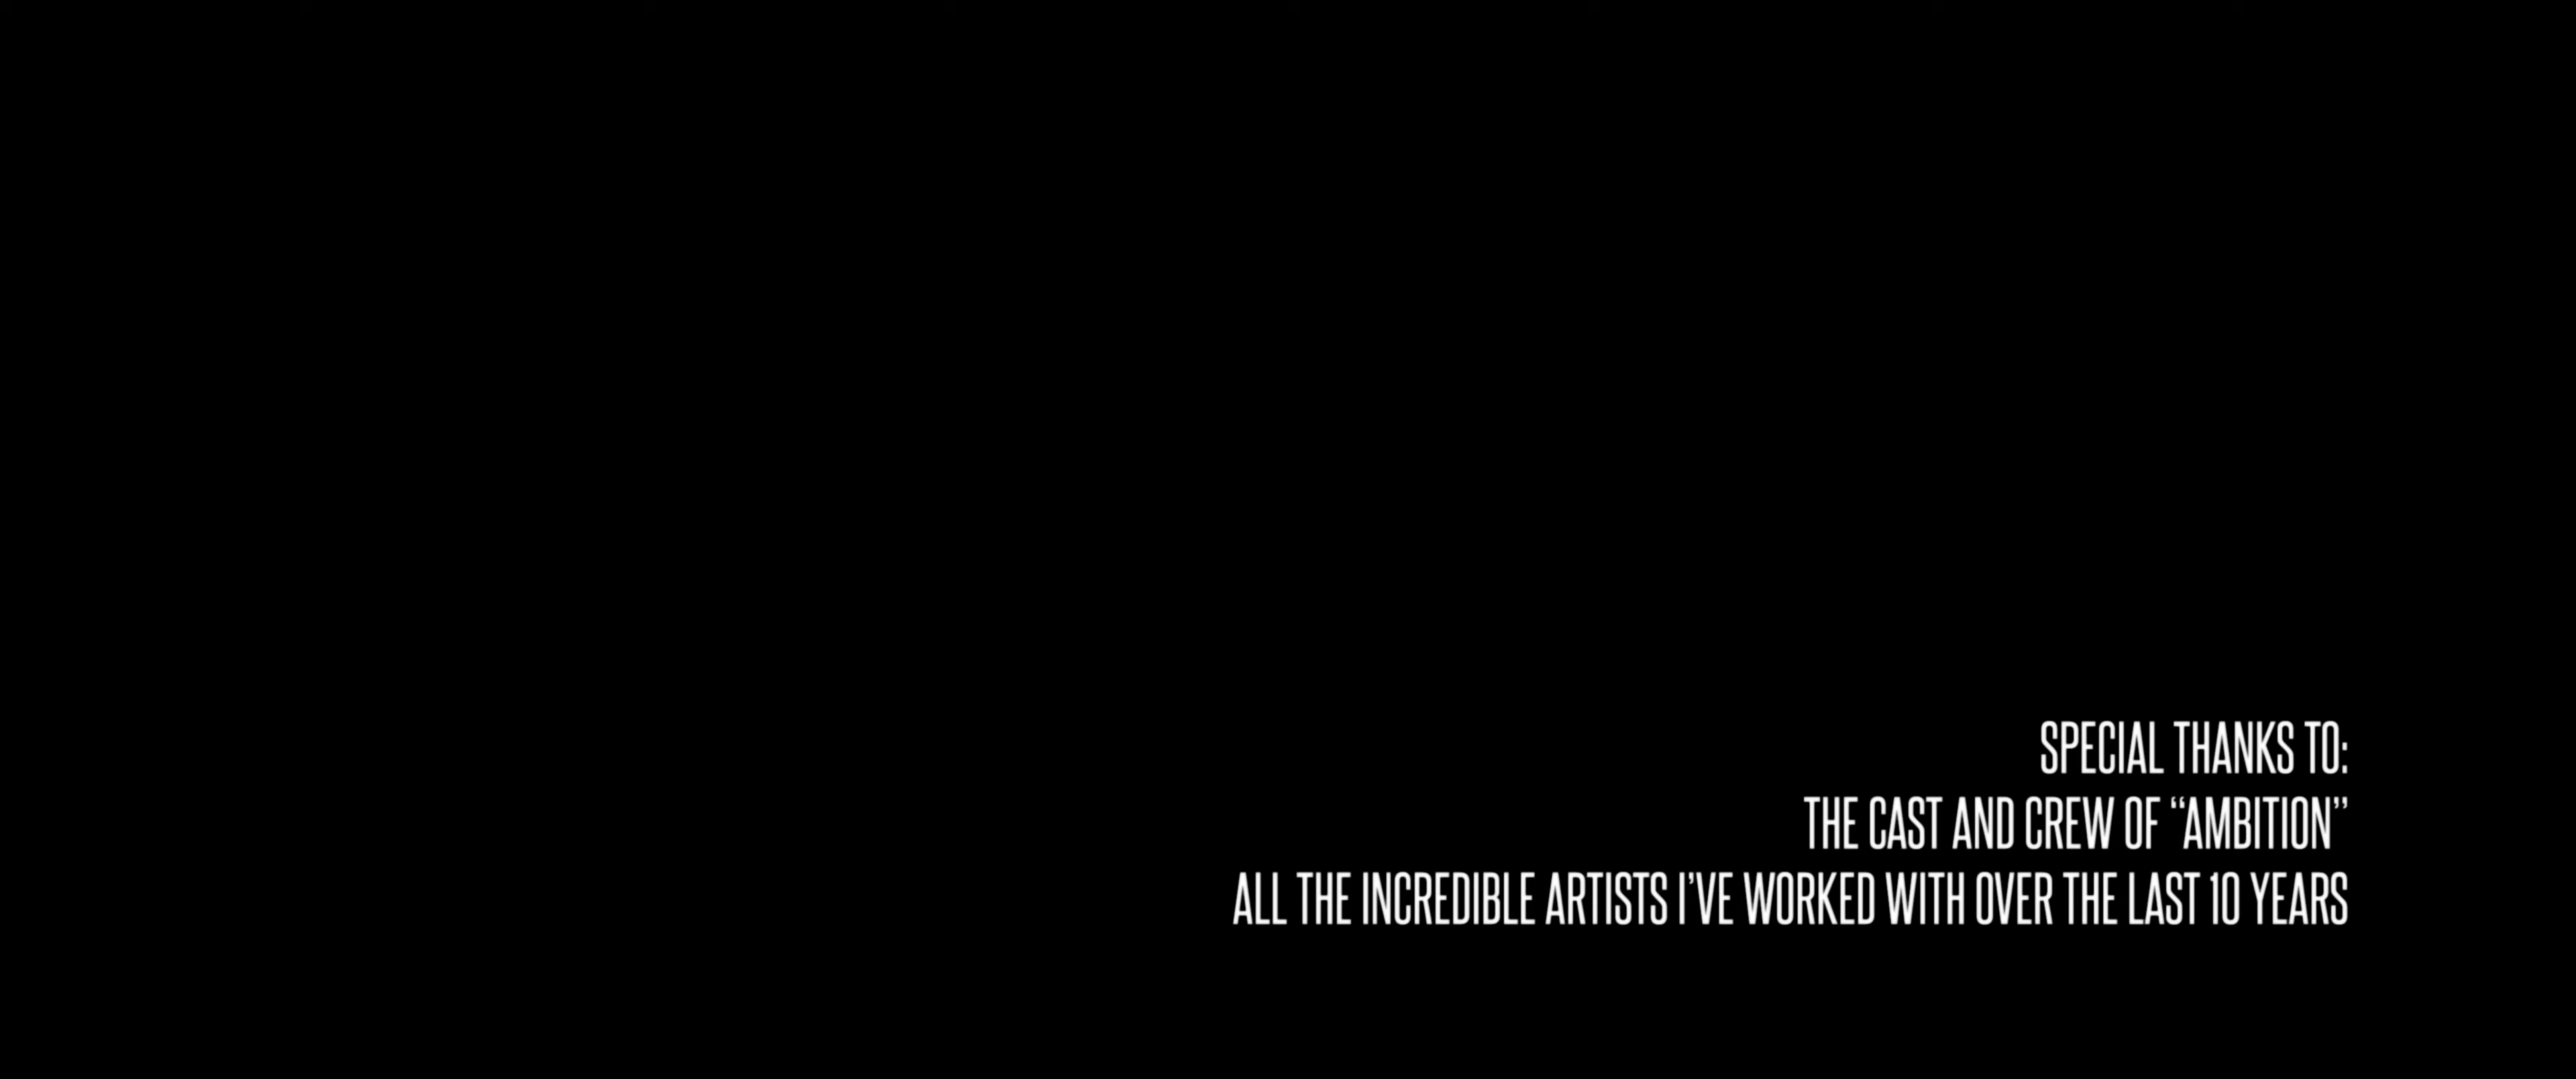 SPECIAL THANKS TO:
THE CAST AND CREW OF “AMBITION”
ALL THE INCREDIBLE ARTISTS I’VE WORKED WITH OVER THE LAST 10 YEARS